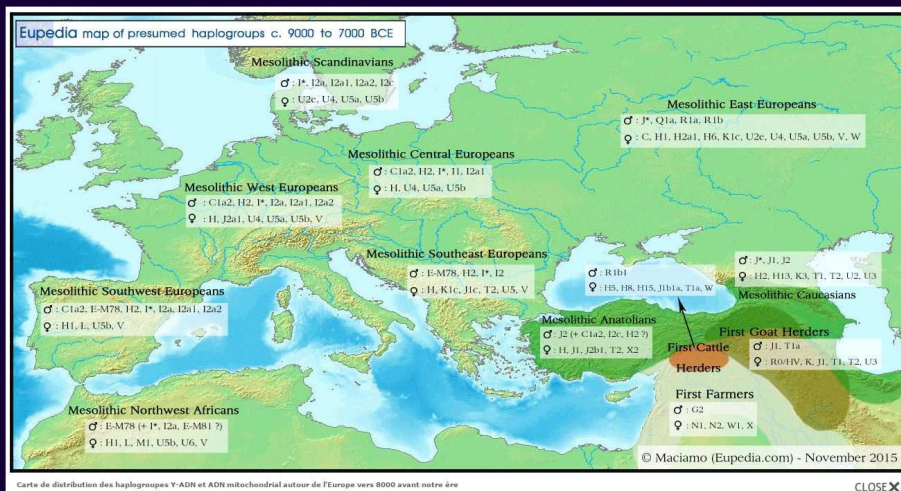 Eupedia map of presumed haplogroups c. 9000 to 7000 BCE
Mesolithic Scandinavians
♂ : I*, I2a, I2a1, I2a2, I2c
♀ : U2e, U4, U5a, U5b
Mesolithic East Europeans
♂ : J*, Q1a, R1a, R1b
♀ : C, H1, H2a1, H6, K1c, U2e, U4, U5a, U5b, V, W
Mesolithic Central Europeans
♂ : C1a2, H2, I*, I1, I2a1
♀ : H, U4, U5a, U5b
Mesolithic West Europeans
♂ : C1a2, H2, I*, I2a, I2a1, I2a2
♀ : H, J2a1, U4, U5a, U5b, V
Mesolithic Southeast Europeans
♂ : E-M78, H2, I*, I2
♀ : H, K1c, J1c, T2, U5, V
♂ : R1b1
♀ : H5, H8, H15, J1b1a, T1a, W
♂ : J*, J1, J2
♀ : H2, H13, K3, T1, T2, U2, U3
Mesolithic Caucasians
Mesolithic Southwest Europeans
♂ : C1a2, E-M78, H2, I*, I2a, I2a1, I2a2
♀ : H1, L, U5b, V
Mesolithic Anatolians
♂ : J2 (+ C1a2, I2c, H2 ?)
♀ : H, J1, J2b1, T2, X2
First Goat Herders
♂ : J1, T1a
♀ : R0/HV, K, J1, T1, T2, U3
First Cattle
Herders
First Farmers
♂ : G2
♀ : N1, N2, W1, X
Mesolithic Northwest Africans
♂ : E-M78 (+ I*, I2a, E-M81 ?)
♀ : H1, L, M1, U5b, U6, V
© Maciamo (Eupedia.com) - November 2015
Carte de distribution des haplogroupes Y-ADN et ADN mitochondrial autour de l'Europe vers 8000 avant notre ère
CLOSE X